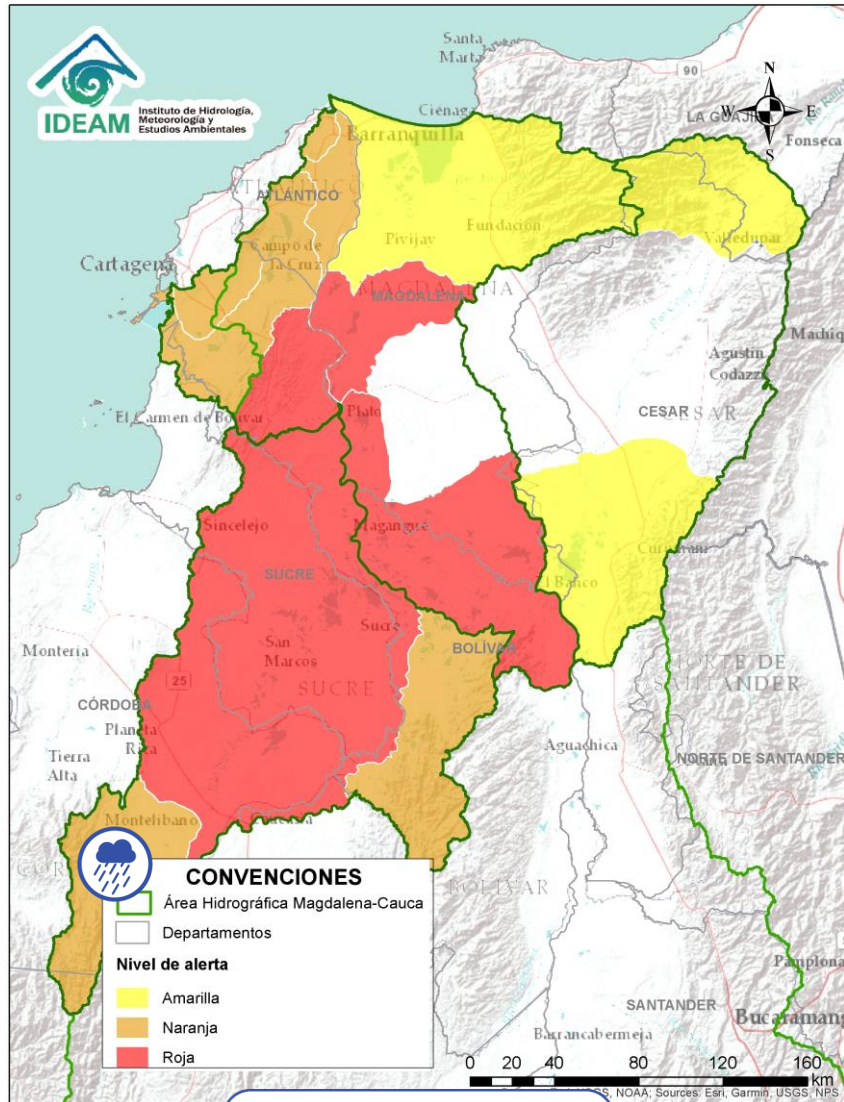 Santa
Marta
90
N
W E
S
IDEAM
Instituto de Hidrología,
Meteorología y
Estudios Ambientales
Ciénaga
LA GUAJIRA
Fonseca
Barranquilla
ATLÁNTICO
Pivijay
Fundación
Valledupar
Cartagena
Campo de
la Cruz
MAGDALENA
MAGDALENA
Agustín
Codazzi
CESAR
CESAR
El Carmen de Bolívar
Plato
Sincelejo
Magangué
SUCRE
El Banco
Sucre
BOLÍVAR
San
Marcos
SUCRE
Montería
25
CÓRDOBA
Planeta
Rica
Tierra
Alta
NORTE DE
SANTANDER
Aguachica
NORTE DE SANTANDER
Montelíbano
BOLÍVAR
CONVENCIONES
Área Hidrográfica Magdalena-Cauca
Departamentos
Nivel de alerta
Amarilla
Naranja
Roja
Pamplona
SANTANDER
Barrancabermeja
0 20 40 80 120 160
km
NOAA; Sources: Esri, Garmin, USGS, NPS